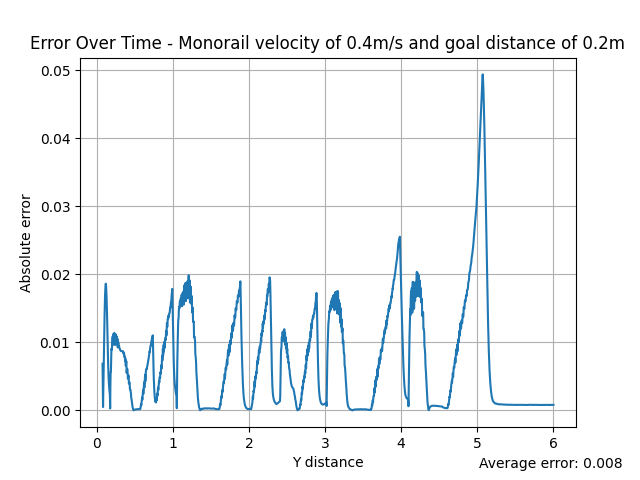 Error Over Time - Monorail velocity of 0.4m/s and goal distance of 0.2m
0.05
0.04
0.03
0.02
0.01
0.00
Absolute error
0 1 2 3 4 5 6
Y distance
Average error: 0.008